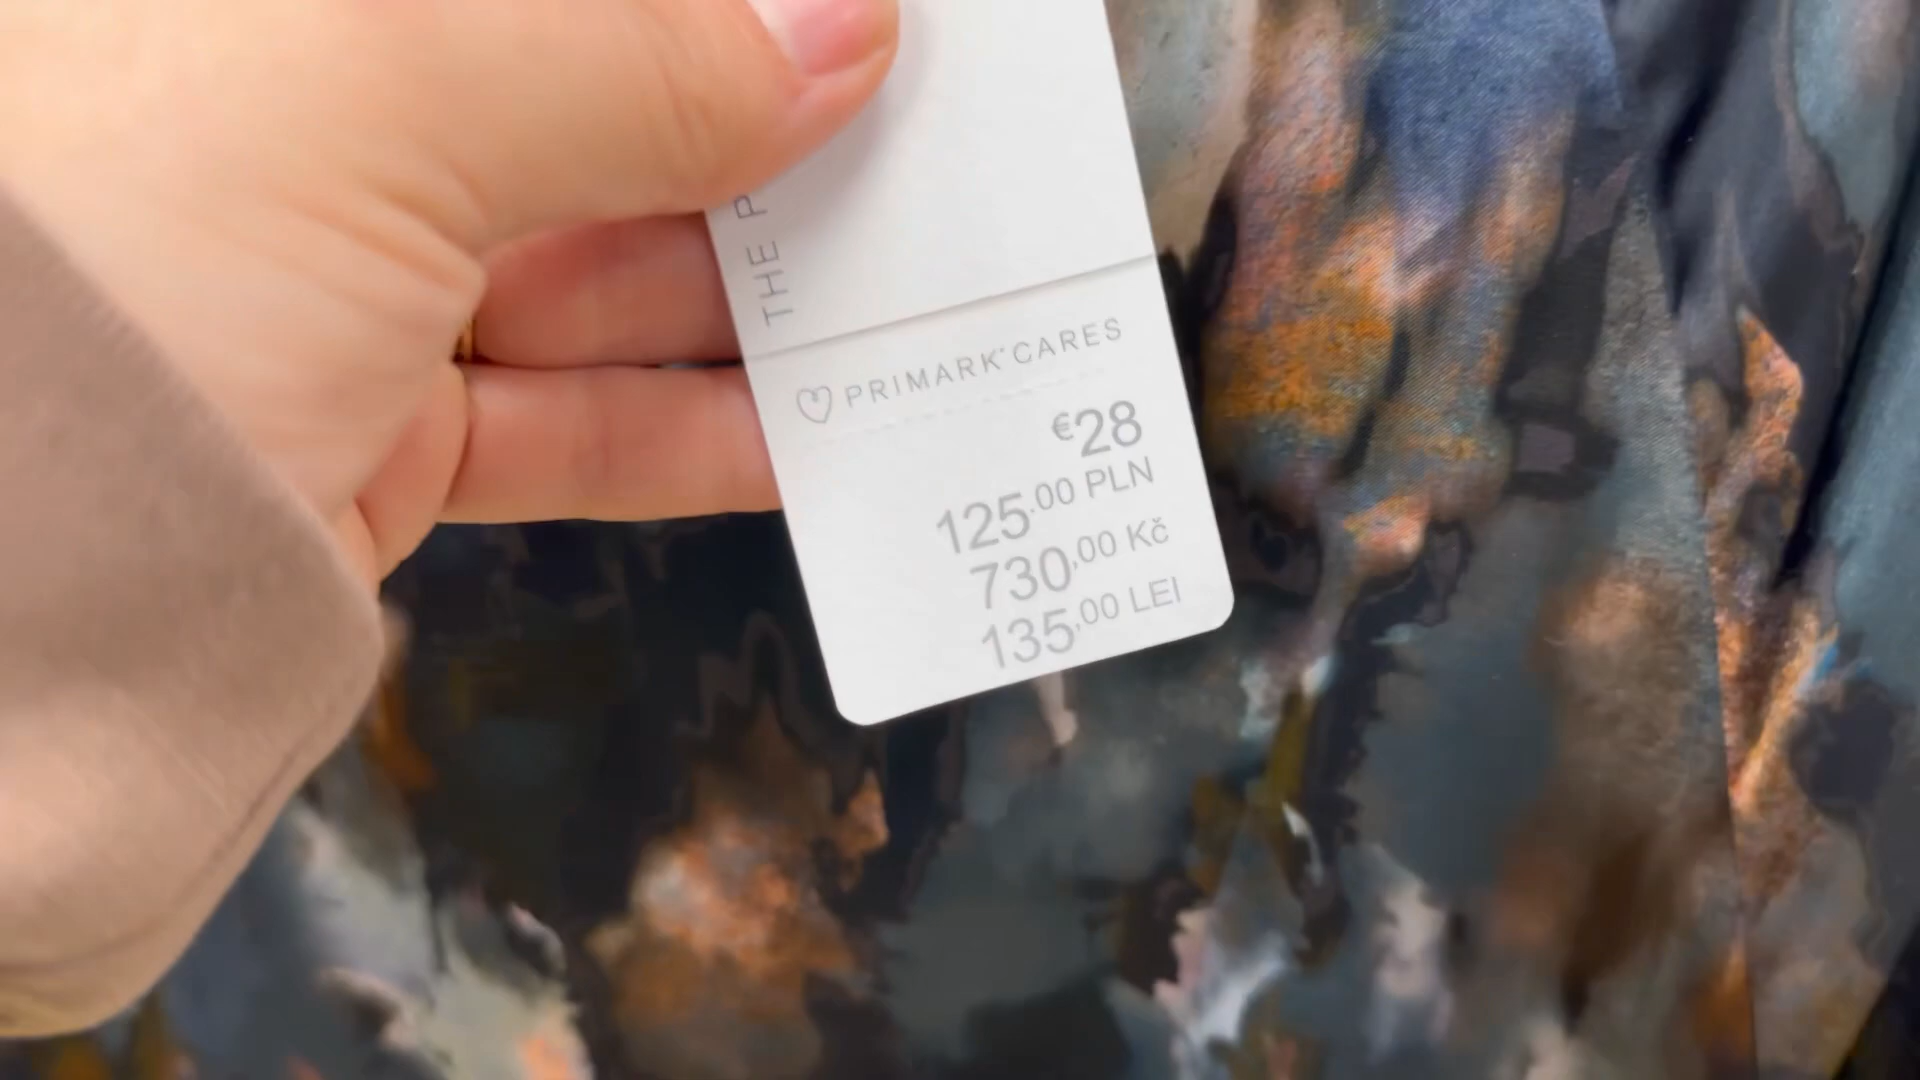 THE P
PRIMARK CARES
€28
125.00 PLN
730,00 Kč
135,00 LEI